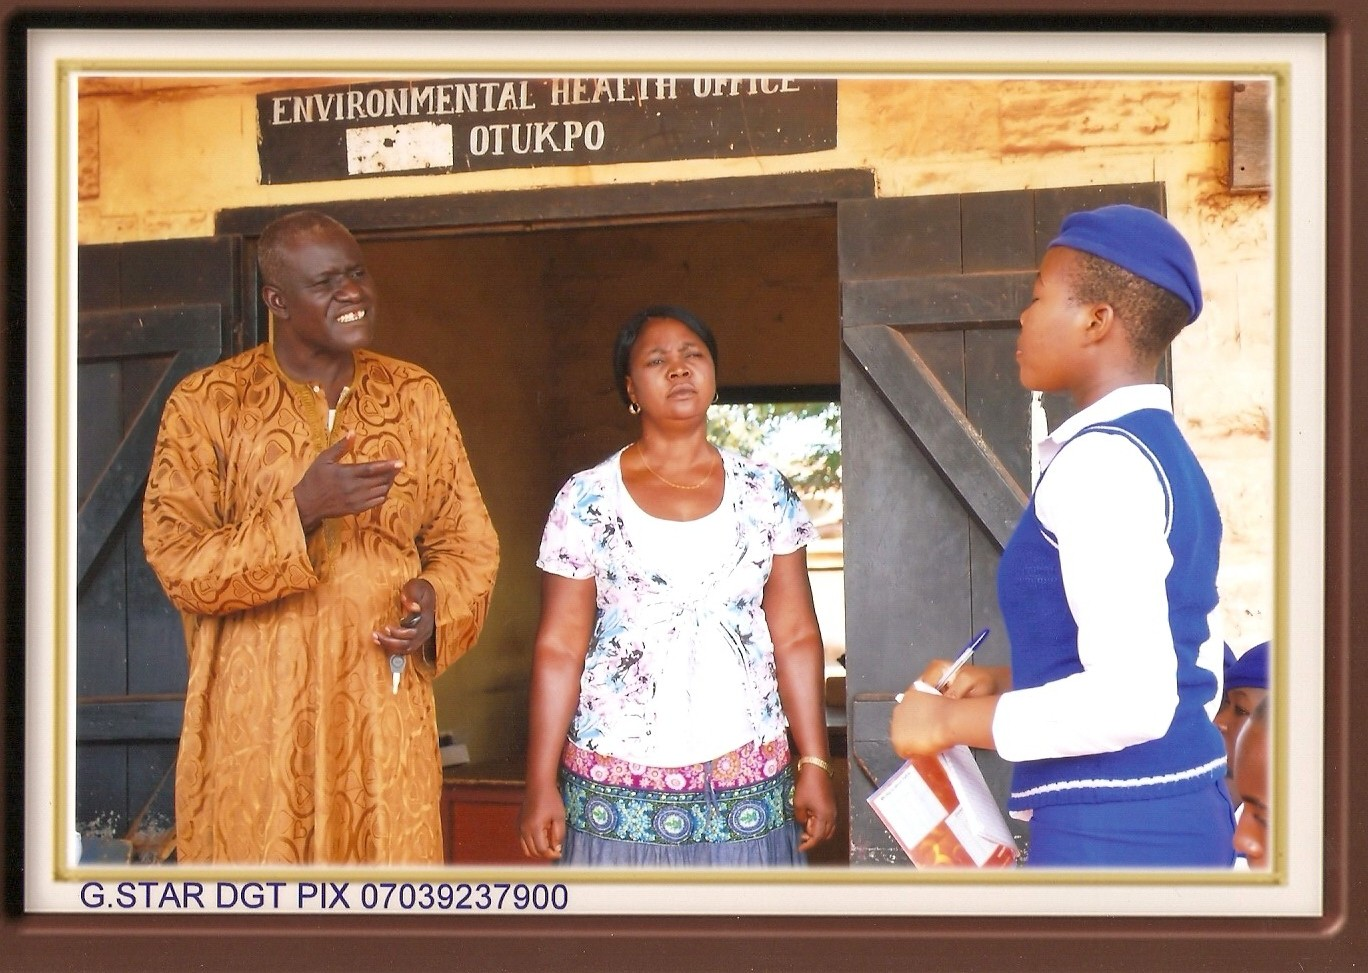 ENVIRONMENTAL HEALTH OFFICE
OTUKPO
G.STAR DGT PIX 07039237900